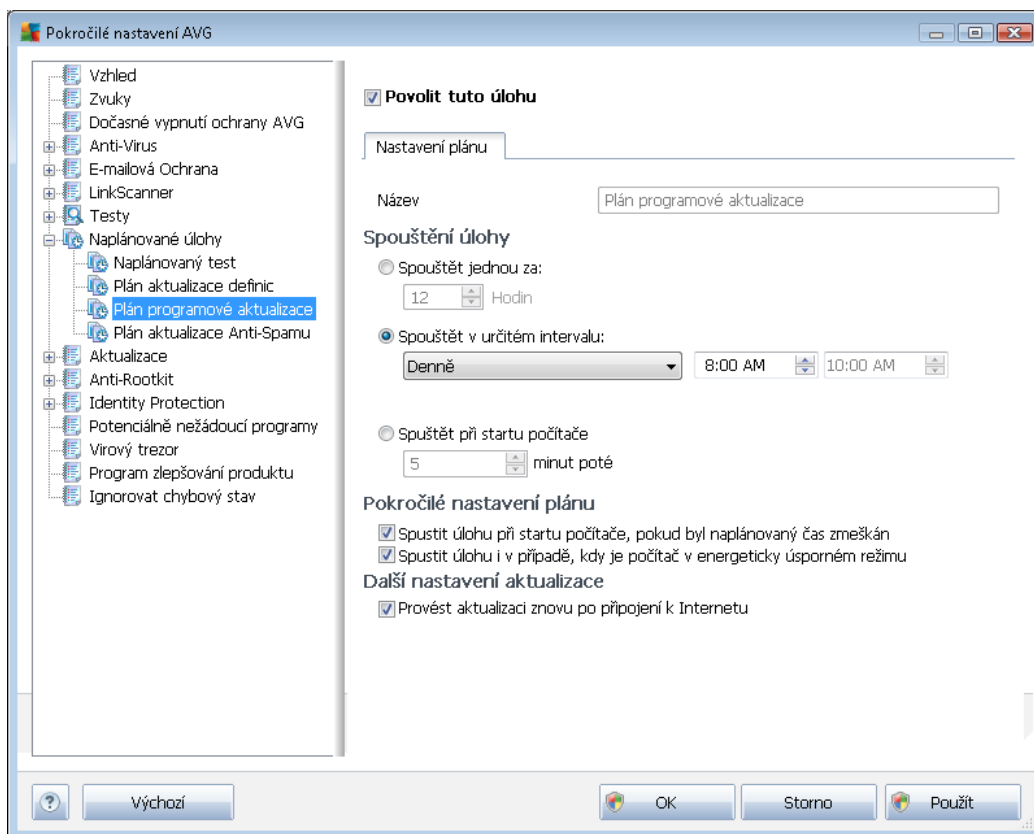 Pokročilé nastavení AVG
Vzhled
Zvuky
Dočasné vypnutí ochrany AVG
Anti-Virus
E-mailová Ochrana
LinkScanner
Testy
Naplánované úlohy
Naplánovaný test
Plán aktualizace definic
Plán programové aktualizace
Plán aktualizace Anti-Spamu
Aktualizace
Anti-Rootkit
Identity Protection
Potenciálně nežádoucí programy
Virový trezor
Program zlepšování produktu
Ignorovat chybový stav
Povolit tuto úlohu
Nastavení plánu
Název Plán programové aktualizace
Spouštění úlohy
Spouštět jednou za:
12 Hodin
Spouštět v určitém intervalu:
Denně 8:00 AM 10:00 AM
Spuštět při startu počítače
5 minut poté
Pokročilé nastavení plánu
Spustit úlohu při startu počítače, pokud byl naplánovaný čas zmeškán
Spustit úlohu i v případě, kdy je počítač v energeticky úsporném režimu
Další nastavení aktualizace
Provést aktualizaci znovu po připojení k Internetu
? Výchozí OK Storno Použít